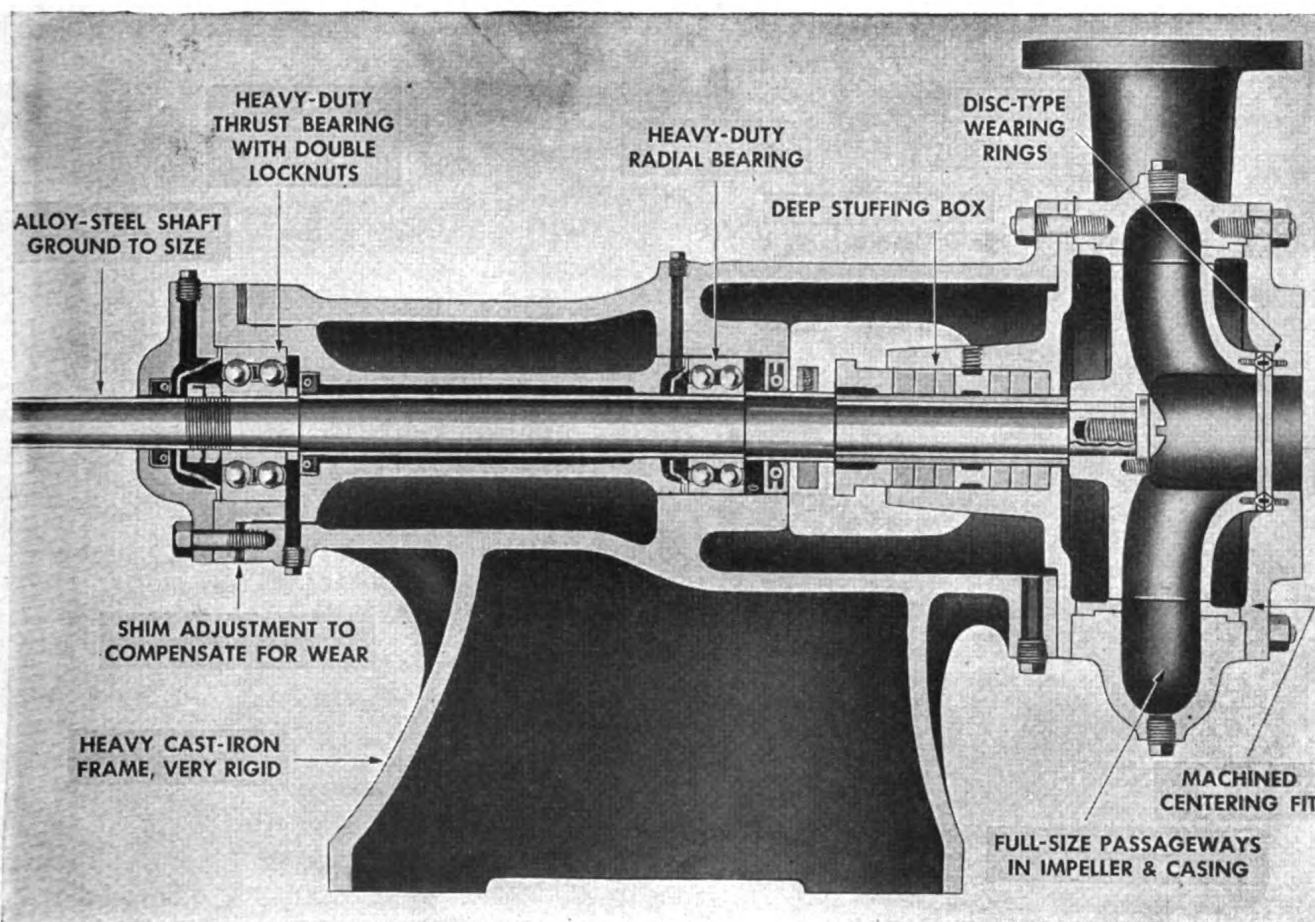 HEAVY-DUTY
THRUST BEARING
WITH DOUBLE
LOCKNUTS
HEAVY-DUTY
RADIAL BEARING
DISC-TYPE
WEARING
RINGS
ALLOY-STEEL SHAFT
GROUND TO SIZE
DEEP STUFFING BOX
SHIM ADJUSTMENT TO
COMPENSATE FOR WEAR
HEAVY CAST-IRON
FRAME, VERY RIGID
MACHINED
CENTERING FIT
FULL-SIZE PASSAGEWAYS
IN IMPELLER & CASING